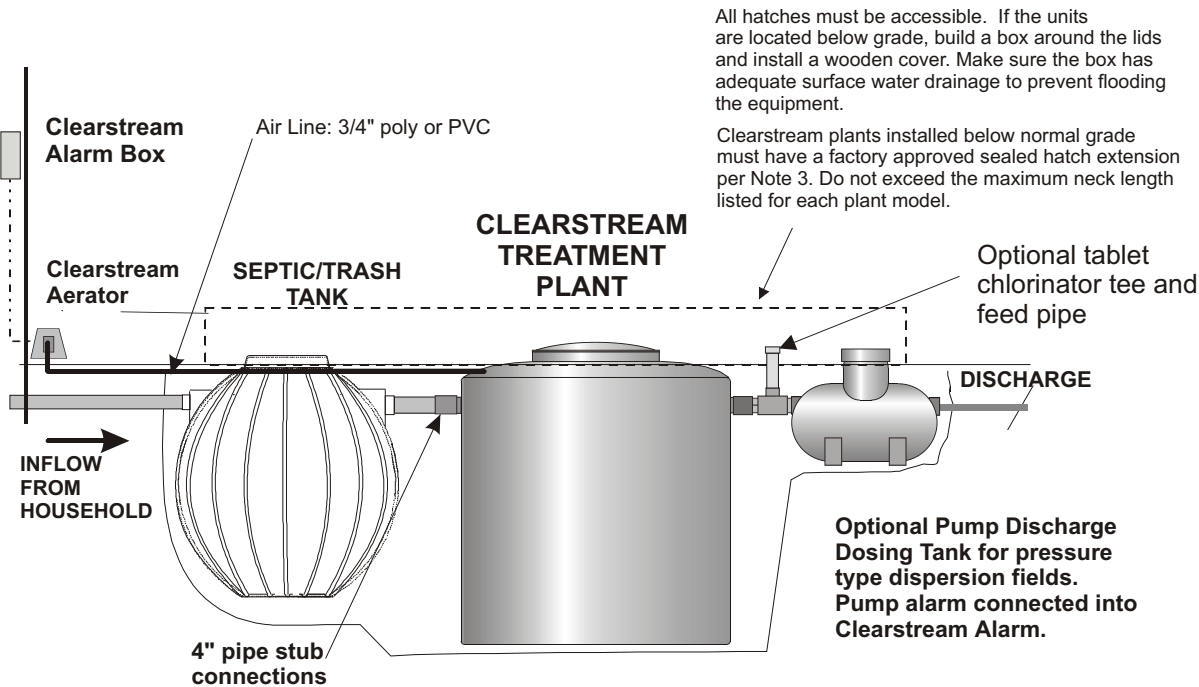 All hatches must be accessible.  If the units
are located below grade, build a box around the lids
and install a wooden cover. Make sure the box has
adequate surface water drainage to prevent flooding
the equipment.
Clearstream plants installed below normal grade
must have a factory approved sealed hatch extension
per Note 3. Do not exceed the maximum neck length
listed for each plant model.
Clearstream
Alarm Box
Air Line: 3/4" poly or PVC
CLEARSTREAM
TREATMENT
PLANT
Clearstream
Aerator
SEPTIC/TRASH
TANK
Optional tablet
chlorinator tee and
feed pipe
DISCHARGE
INFLOW
FROM
HOUSEHOLD
Optional Pump Discharge
Dosing Tank for pressure
type dispersion fields.
Pump alarm connected into
Clearstream Alarm.
4" pipe stub
connections